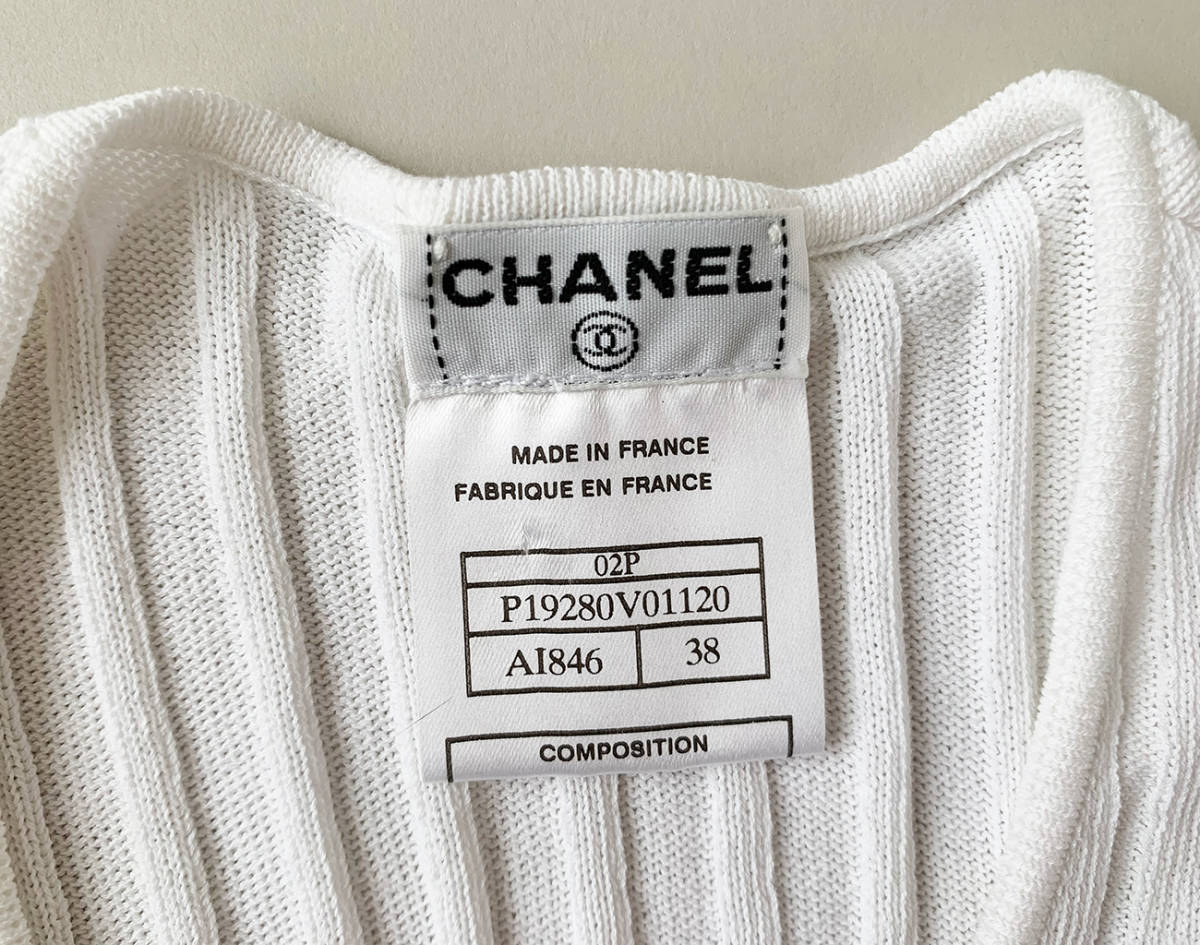 CHANEL
MADE IN FRANCE
FABRIQUE EN FRANCE
02P
P19280V01120
AI846 38
COMPOSITION